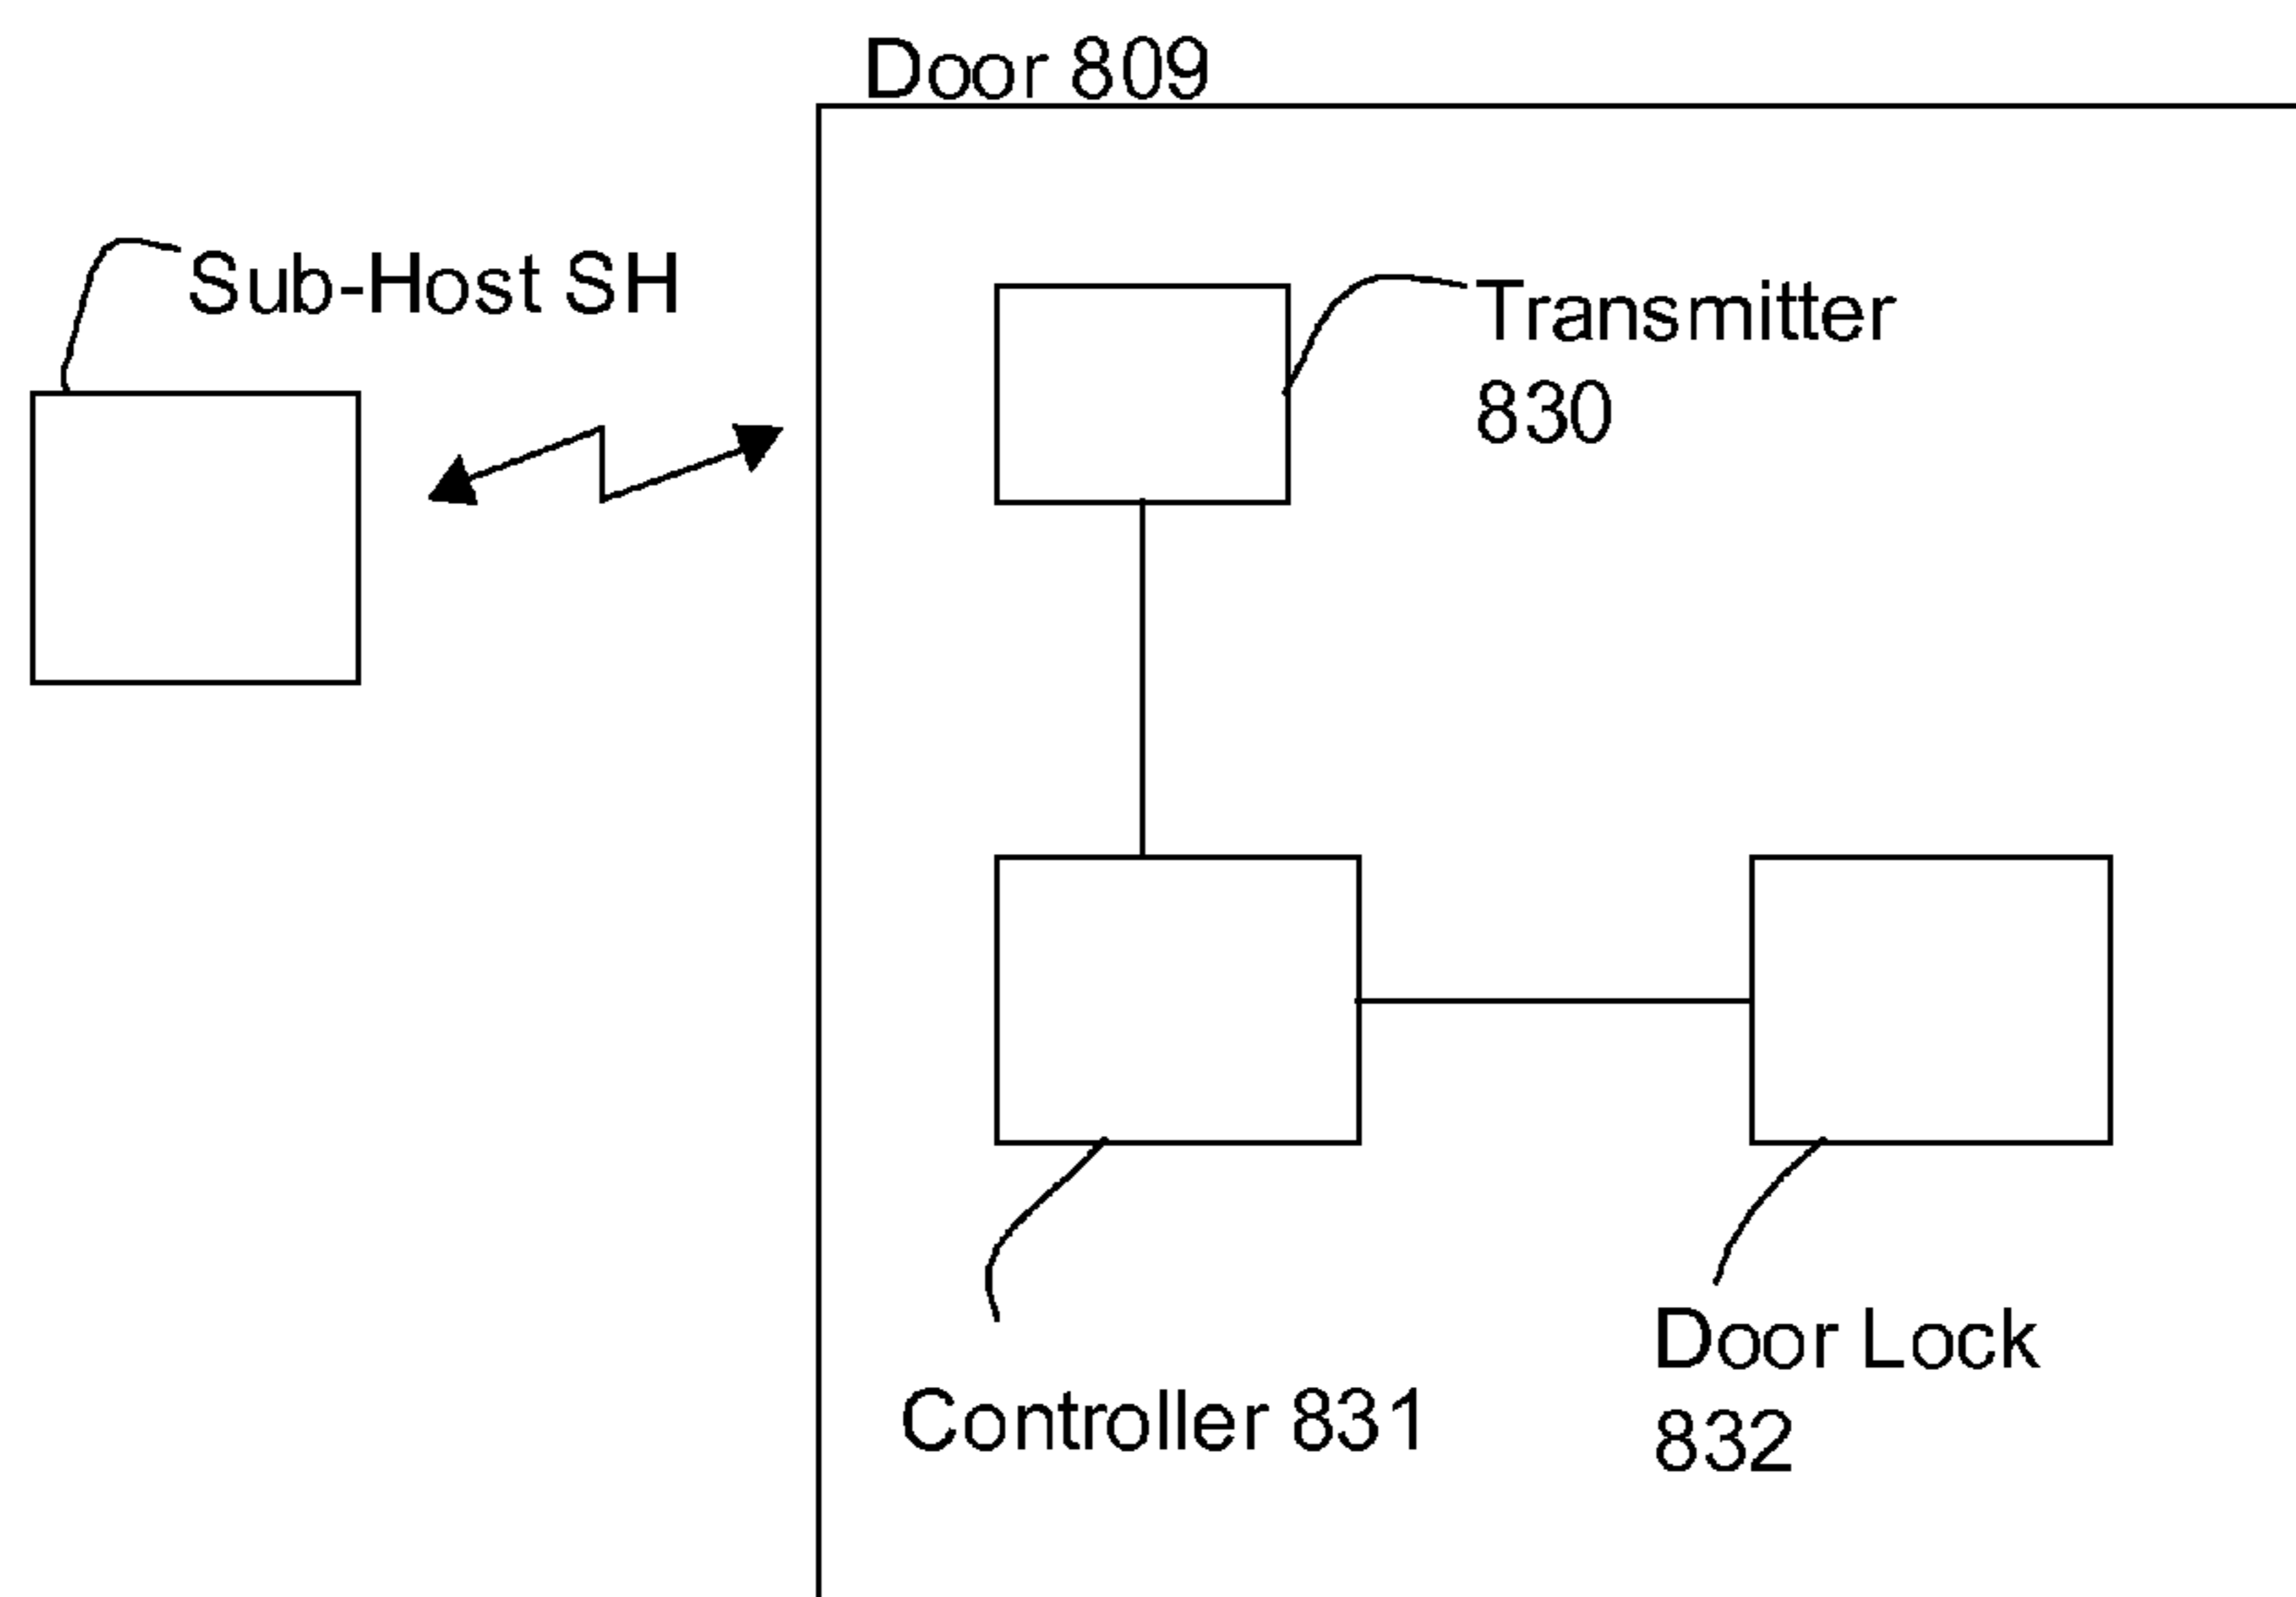 Door 809
Sub-Host SH
Transmitter
830
Controller 831
Door Lock
832